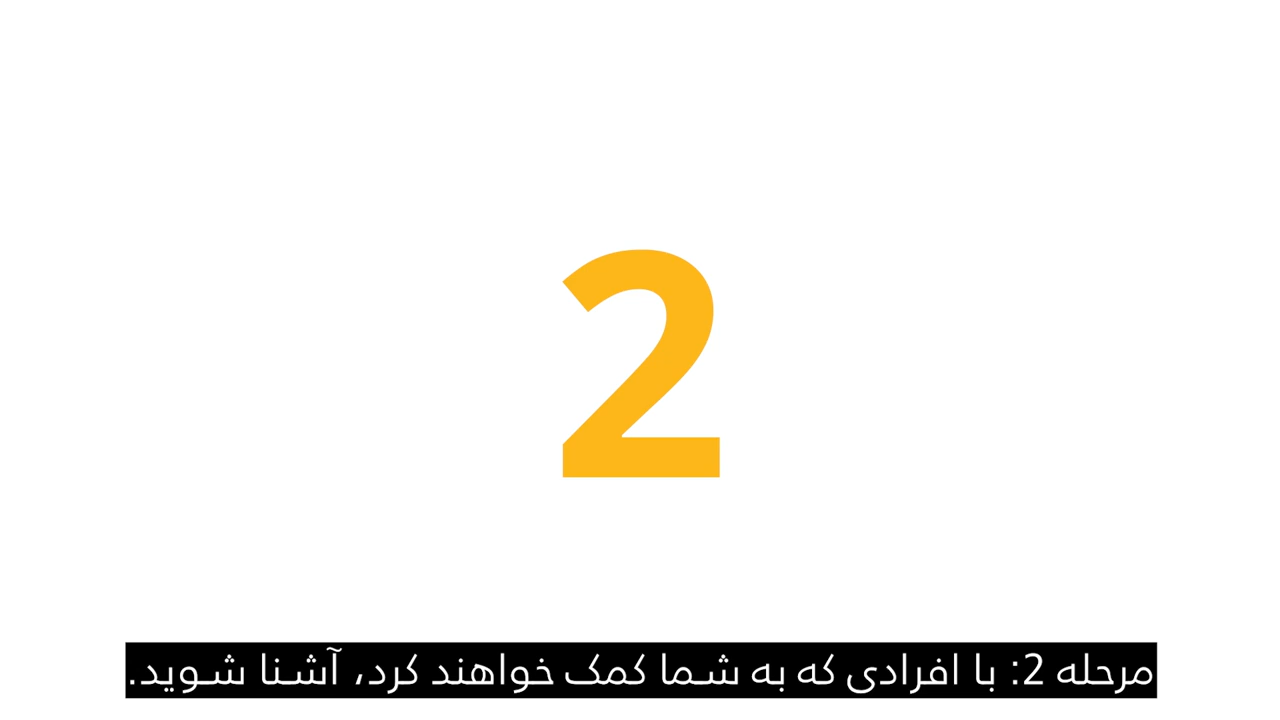 2
مرحله 2: با افرادی که به شما کمک خواهند کرد، آشنا شوید.